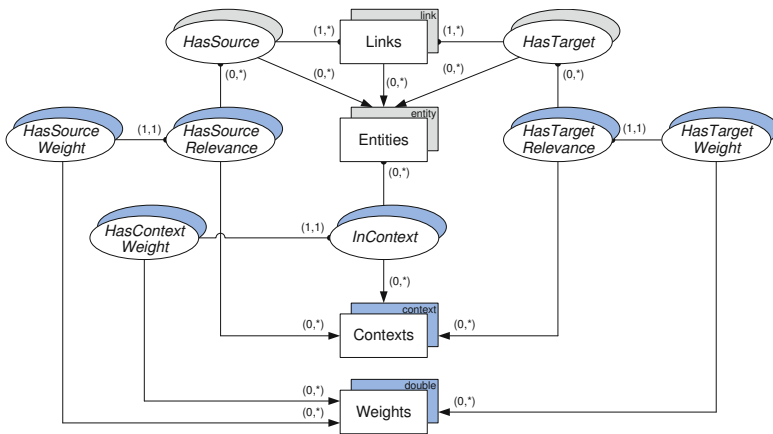 link
HasSource
(1,*)
Links
(1,*)
HasTarget
(0,*)
(0,*)
(0,*)
(0,*)
(0,*)
entity
HasSource
Weight
(1,1)
HasSource
Relevance
Entities
HasTarget
Relevance
(1,1)
HasTarget
Weight
(0,*)
HasContext
Weight
(1,1)
InContext
(0,*)
context
(0,*)
Contexts
(0,*)
double
(0,*)
Weights
(0,*)
(0,*)